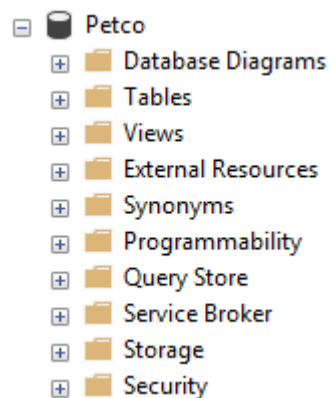 Petco
Database Diagrams
Tables
Views
External Resources
Synonyms
Programmability
Query Store
Service Broker
Storage
Security